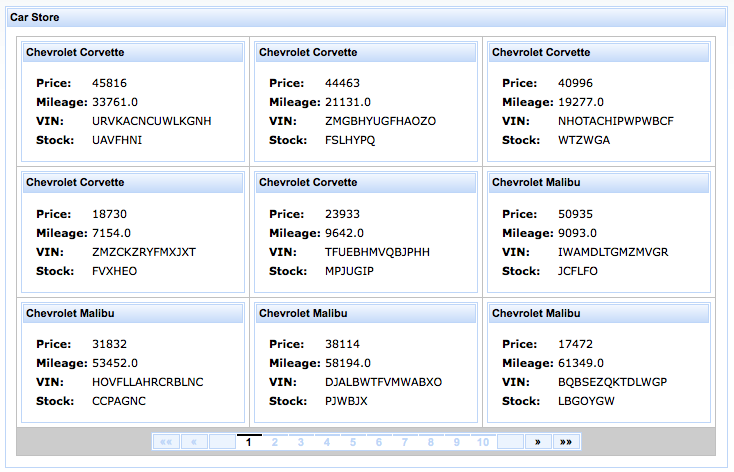 Car Store
Chevrolet Corvette
Price: 45816
Mileage: 33761.0
VIN: URVKACNCUWLKGNH
Stock: UAVFHNI
Chevrolet Corvette
Price: 44463
Mileage: 21131.0
VIN: ZMGBHYUGFHAOZO
Stock: FSLHYPQ
Chevrolet Corvette
Price: 40996
Mileage: 19277.0
VIN: NHOTACHIPWPWBCF
Stock: WTZWGA
Chevrolet Corvette
Price: 18730
Mileage: 7154.0
VIN: ZMZCKZRYFMXJXT
Stock: FVXHEO
Chevrolet Corvette
Price: 23933
Mileage: 9642.0
VIN: TFUEBHMVQBJPHH
Stock: MPJUGIP
Chevrolet Malibu
Price: 50935
Mileage: 9093.0
VIN: IWAMDLTGMZMVGR
Stock: JCFLFO
Chevrolet Malibu
Price: 31832
Mileage: 53452.0
VIN: HOVFLLAHRCRBLNC
Stock: CCPAGNC
Chevrolet Malibu
Price: 38114
Mileage: 58194.0
VIN: DJALBWTFVMWABXO
Stock: PJWBJX
Chevrolet Malibu
Price: 17472
Mileage: 61349.0
VIN: BQBSEZQKTDLWGP
Stock: LBGOYGW
«« « 1 2 3 4 5 6 7 8 9 10 » »»